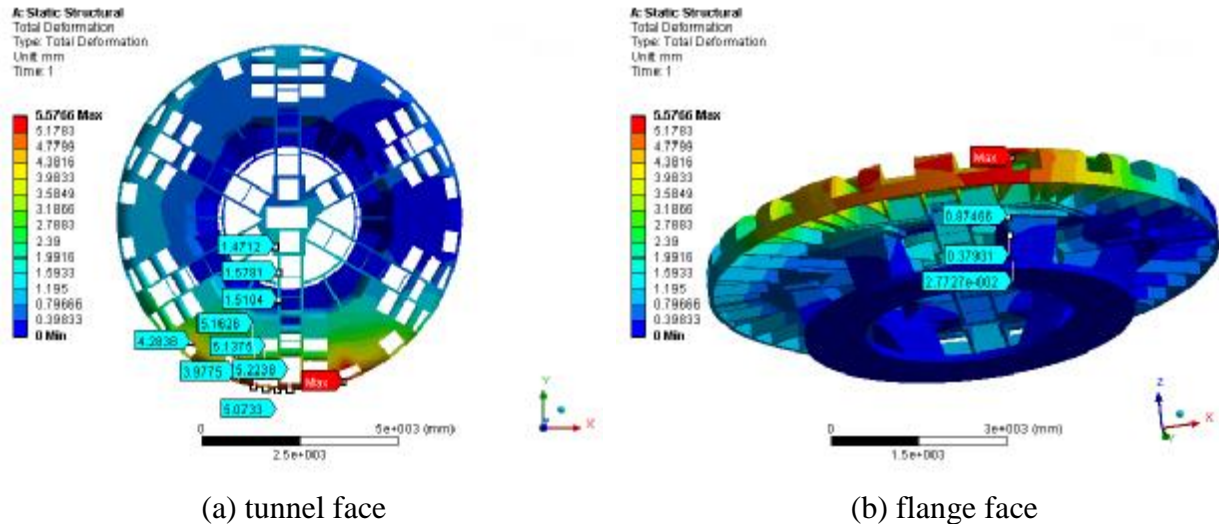 A: Static Structural
Total Deformation
Type: Total Deformation
Unit: mm
Time: 1
5.5766 Max
5.1783
4.7799
4.3816
3.9833
3.5849
3.1866
2.7883
2.39
1.9916
1.5933
1.195
0.79666
0.39833
0 Min
1.4712
1.5781
1.5104
5.1626
4.2838
5.1375
3.9775
5.2238
Max
5.0733
Y
X
0
5e+003 (mm)
2.5e+003
(a) tunnel face
A: Static Structural
Total Deformation
Type: Total Deformation
Unit: mm
Time: 1
5.5766 Max
5.1783
4.7799
4.3816
3.9833
3.5849
3.1866
2.7883
2.39
1.9916
1.5933
1.195
0.79666
0.39833
0 Min
Max
0.87466
0.37931
2.7727e-002
Z
X
Y
0
3e+003 (mm)
1.5e+003
(b) flange face